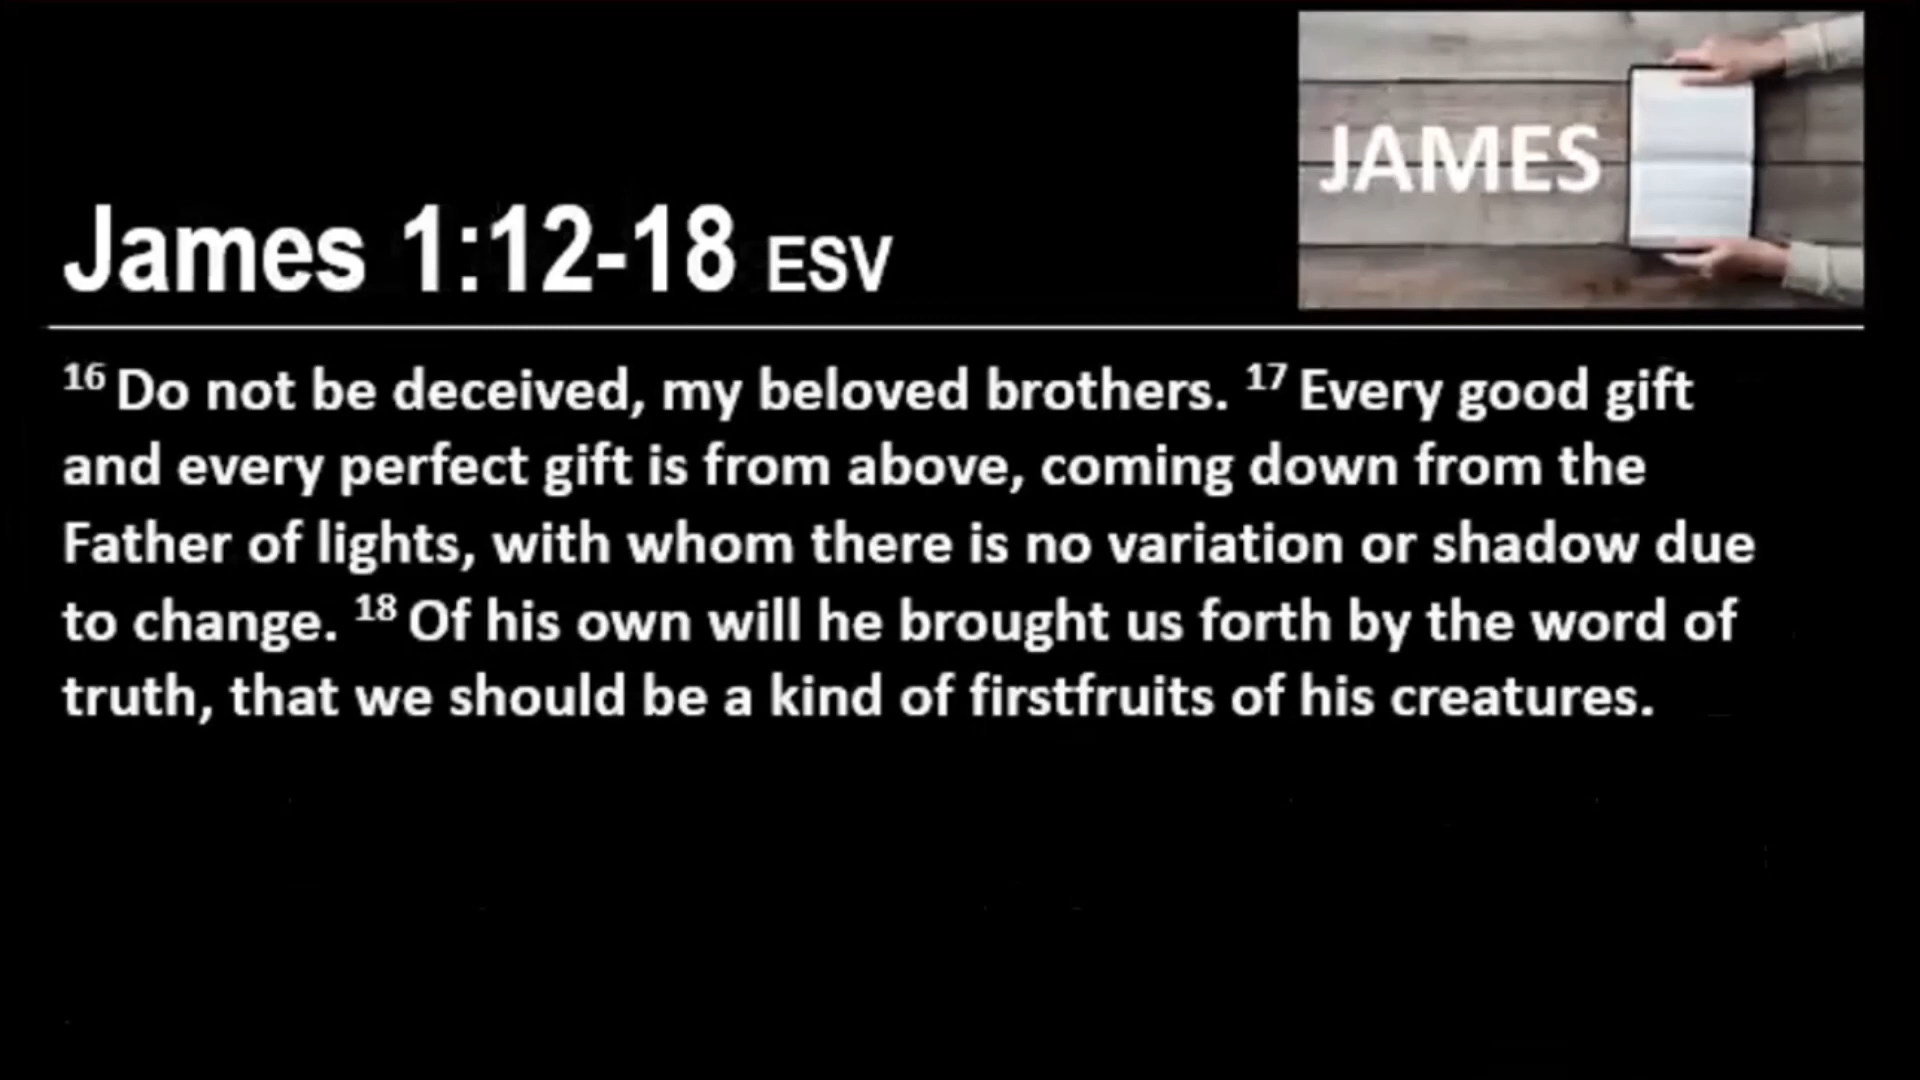 JAMES
James 1:12-18 ESV
16 Do not be deceived, my beloved brothers. 17 Every good gift
and every perfect gift is from above, coming down from the
Father of lights, with whom there is no variation or shadow due
to change. 18 Of his own will he brought us forth by the word of
truth, that we should be a kind of firstfruits of his creatures.